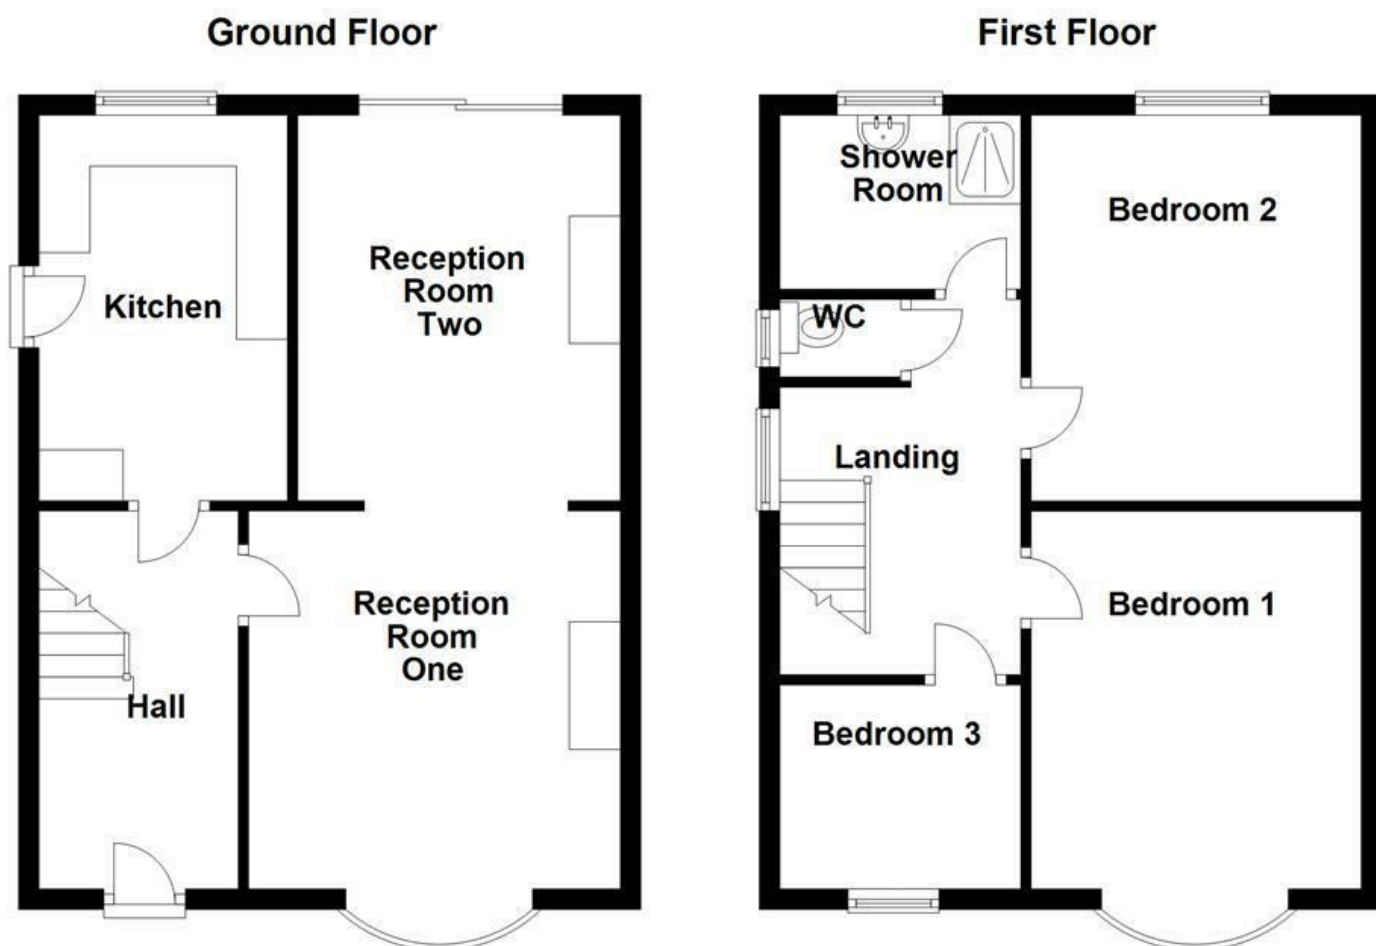 Ground Floor
Kitchen
Reception
Room
Two
Reception
Room
One
Hall
First Floor
Shower
Room
Bedroom 2
WC
Landing
Bedroom 1
Bedroom 3